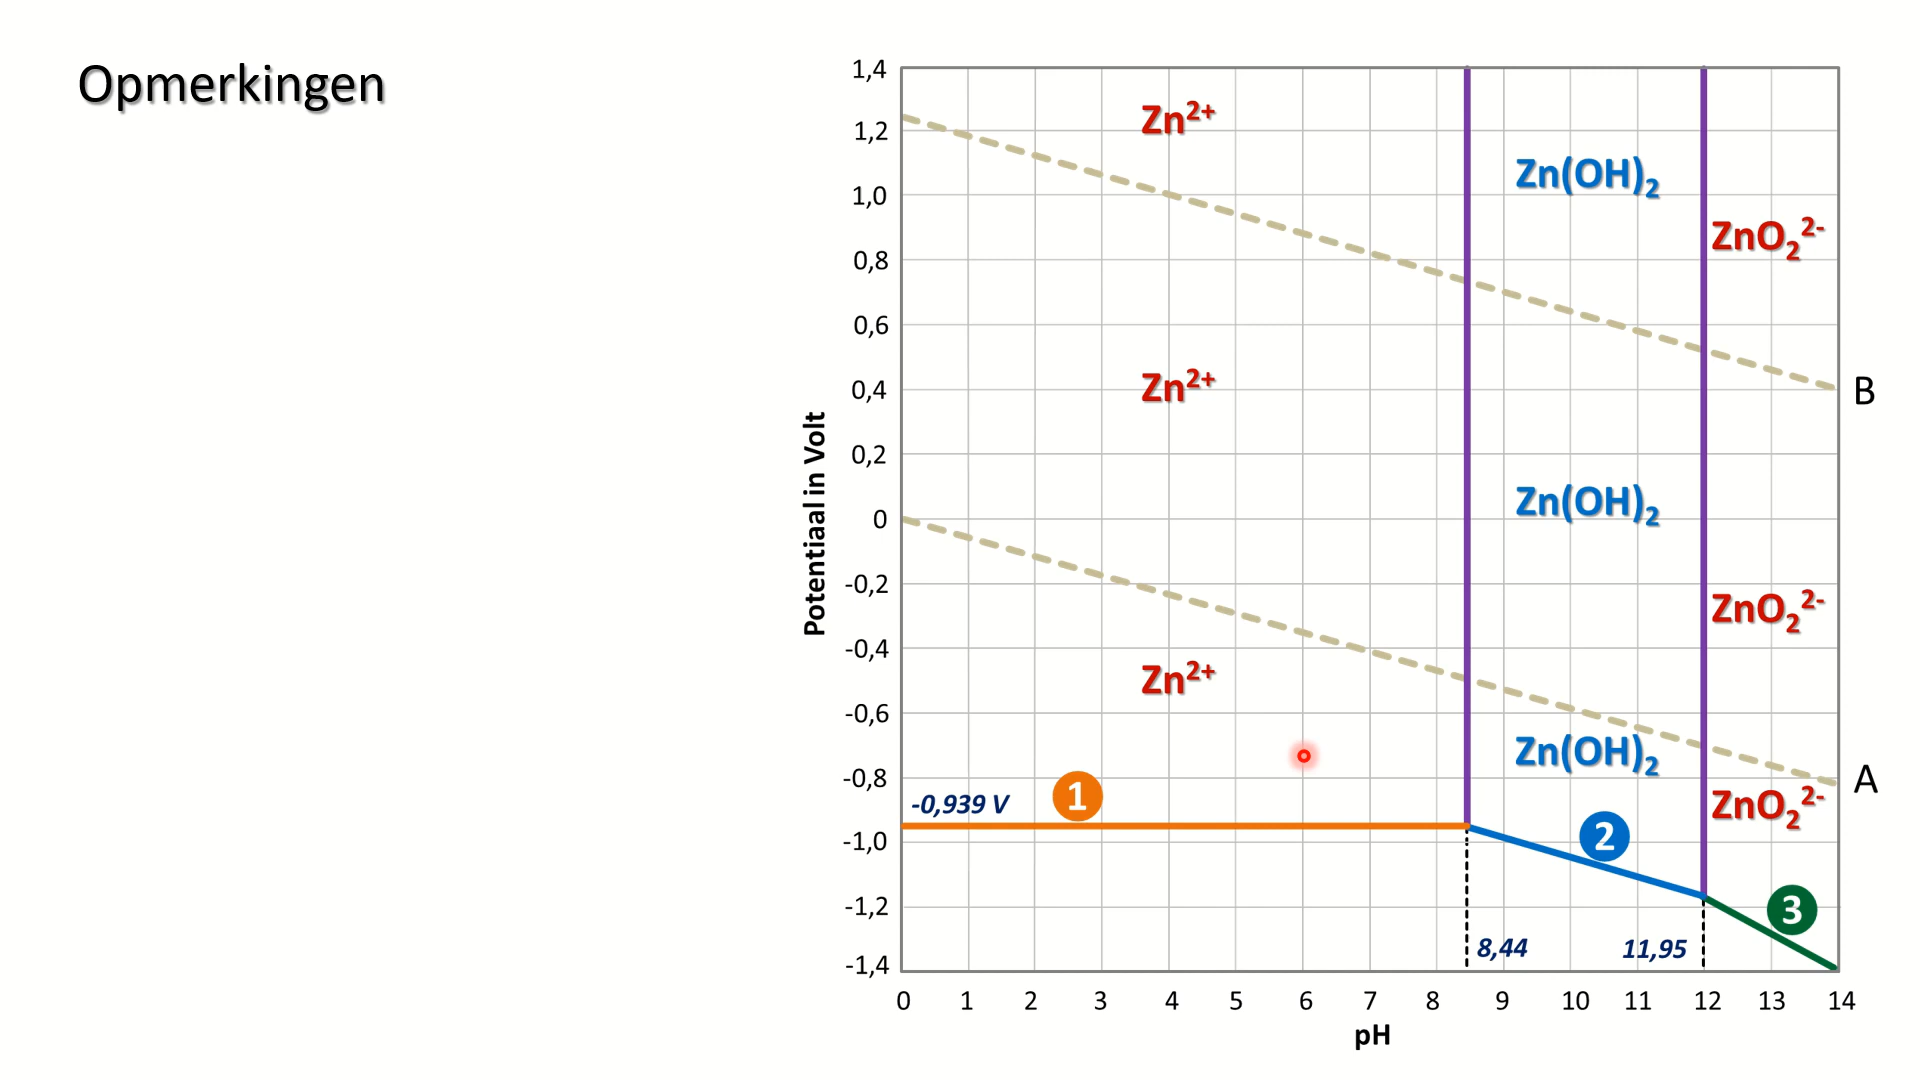 Opmerkingen
1,4
1,2
1,0
0,8
0,6
0,4
0,2
0
-0,2
-0,4
-0,6
-0,8
-1,0
-1,2
-1,4
Potentiaal in Volt
Zn²⁺
Zn(OH)₂
ZnO₂²⁻
Zn²⁺
B
Zn(OH)₂
ZnO₂²⁻
Zn²⁺
Zn(OH)₂
A
-0,939 V
1
ZnO₂²⁻
2
3
8,44
11,95
0 1 2 3 4 5 6 7 8 9 10 11 12 13 14
pH